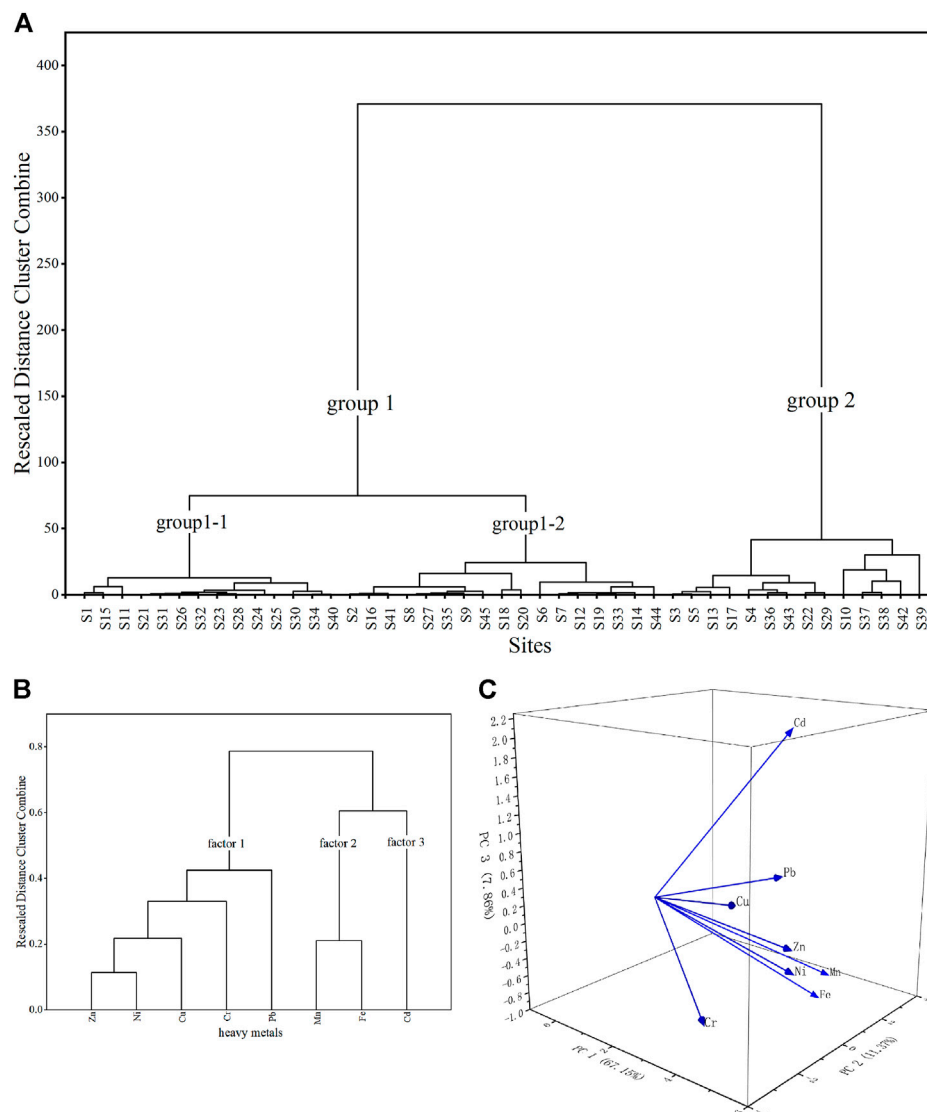 A
Rescaled Distance Cluster Combine
400
350
300
250
200
150
100
50
0
group 1
group 2
group1-1
group1-2
S1 S15 S11 S21 S31 S26 S32 S23 S28 S24 S25 S30 S34 S40 S2 S16 S41 S8 S27 S35 S9 S45 S18 S20 S6 S7 S12 S19 S33 S14 S44 S3 S5 S13 S17 S4 S36 S43 S22 S29 S10 S37 S38 S42 S39
Sites
B
Rescaled Distance Cluster Combine
0.8
0.6
0.4
0.2
0.0
factor 1
factor 2
factor 3
Zn Ni Cu Cr Pb Mn Fe Cd
heavy metals
C
PC 3 (7.86%)
2.2
2.0
1.8
1.6
1.4
1.2
1.0
0.8
0.6
0.4
0.2
0.0
-0.2
-0.4
-0.6
-0.8
-1.0
Cd
Pb
Cu
Zn
Ni
Mn
Fe
Cr
PC 1 (67.15%)
PC 2 (11.37%)